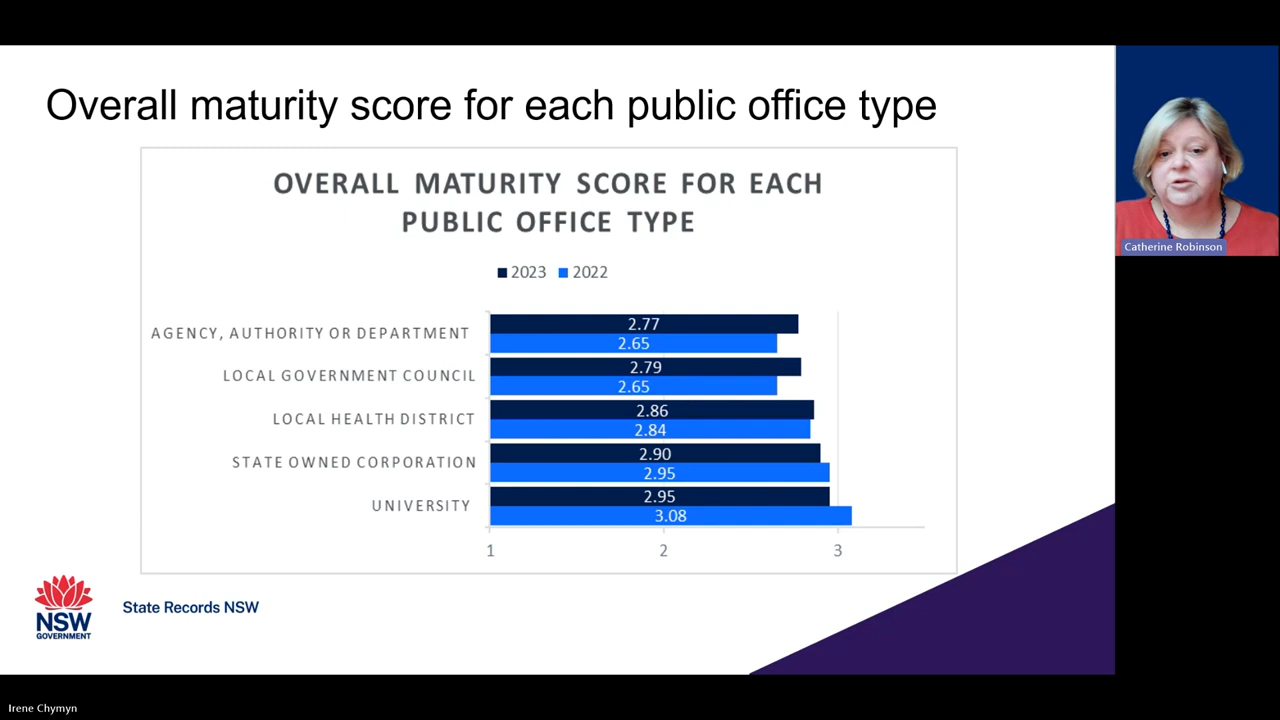 Overall maturity score for each public office type
OVERALL MATURITY SCORE FOR EACH
PUBLIC OFFICE TYPE
2023 2022
AGENCY, AUTHORITY OR DEPARTMENT
2.77
2.65
LOCAL GOVERNMENT COUNCIL
2.79
2.65
LOCAL HEALTH DISTRICT
2.86
2.84
STATE OWNED CORPORATION
2.90
2.95
UNIVERSITY
2.95
3.08
1 2 3
NSW
GOVERNMENT
State Records NSW
Catherine Robinson
Irene Chymyn